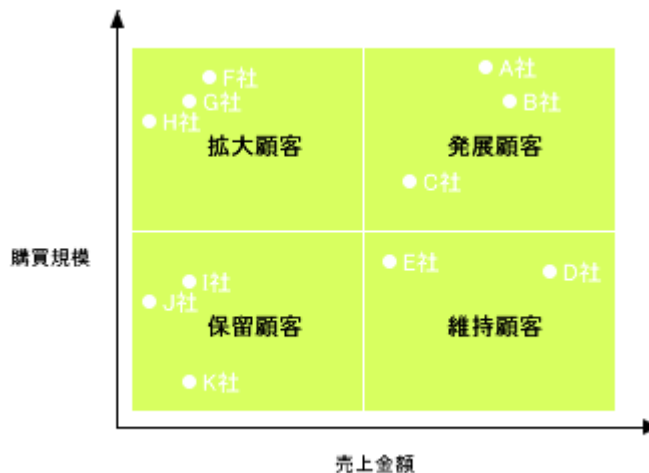 F社
G社
H社
拡大顧客
A社
B社
発展顧客
C社
購買規模
I社
J社
保留顧客
K社
E社
D社
維持顧客
売上金額